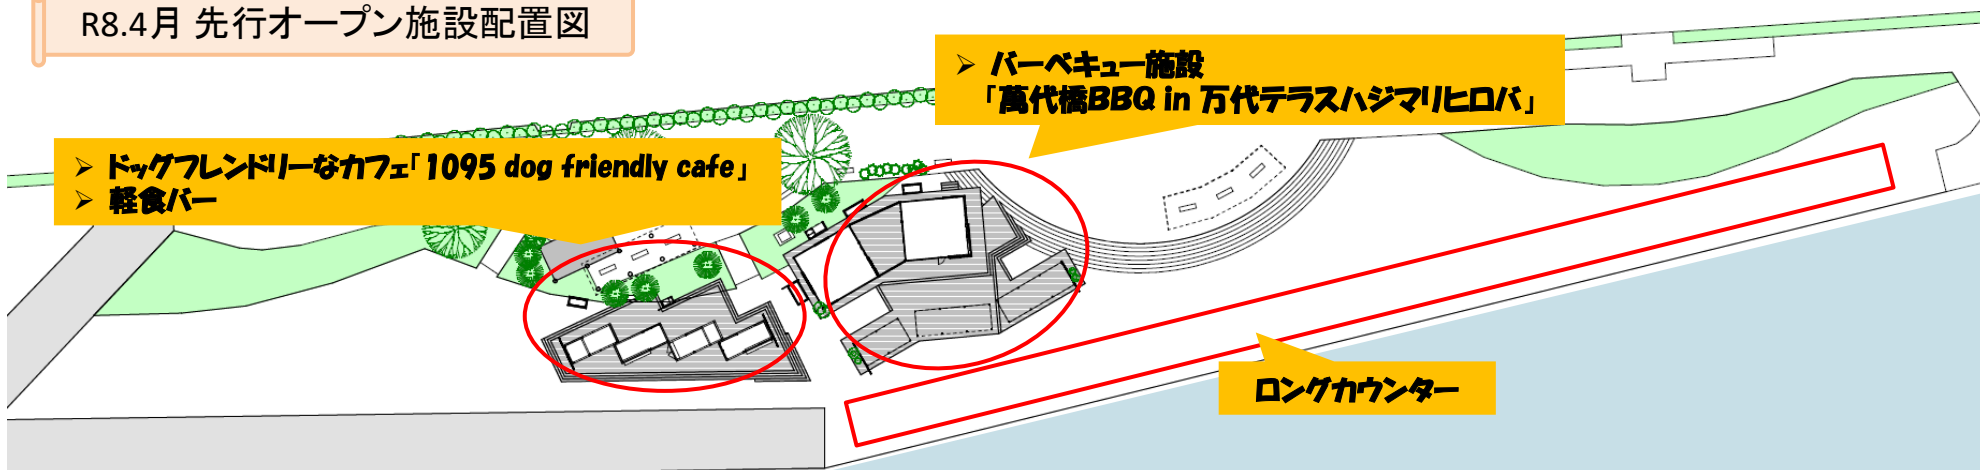 R8.4月 先行オープン施設配置図
➢ バーベキュー施設
「萬代橋BBQ in 万代テラスハジマリヒロバ」
➢ ドッグフレンドリーなカフェ「1095 dog friendly cafe」
➢ 軽食バー
ロングカウンター